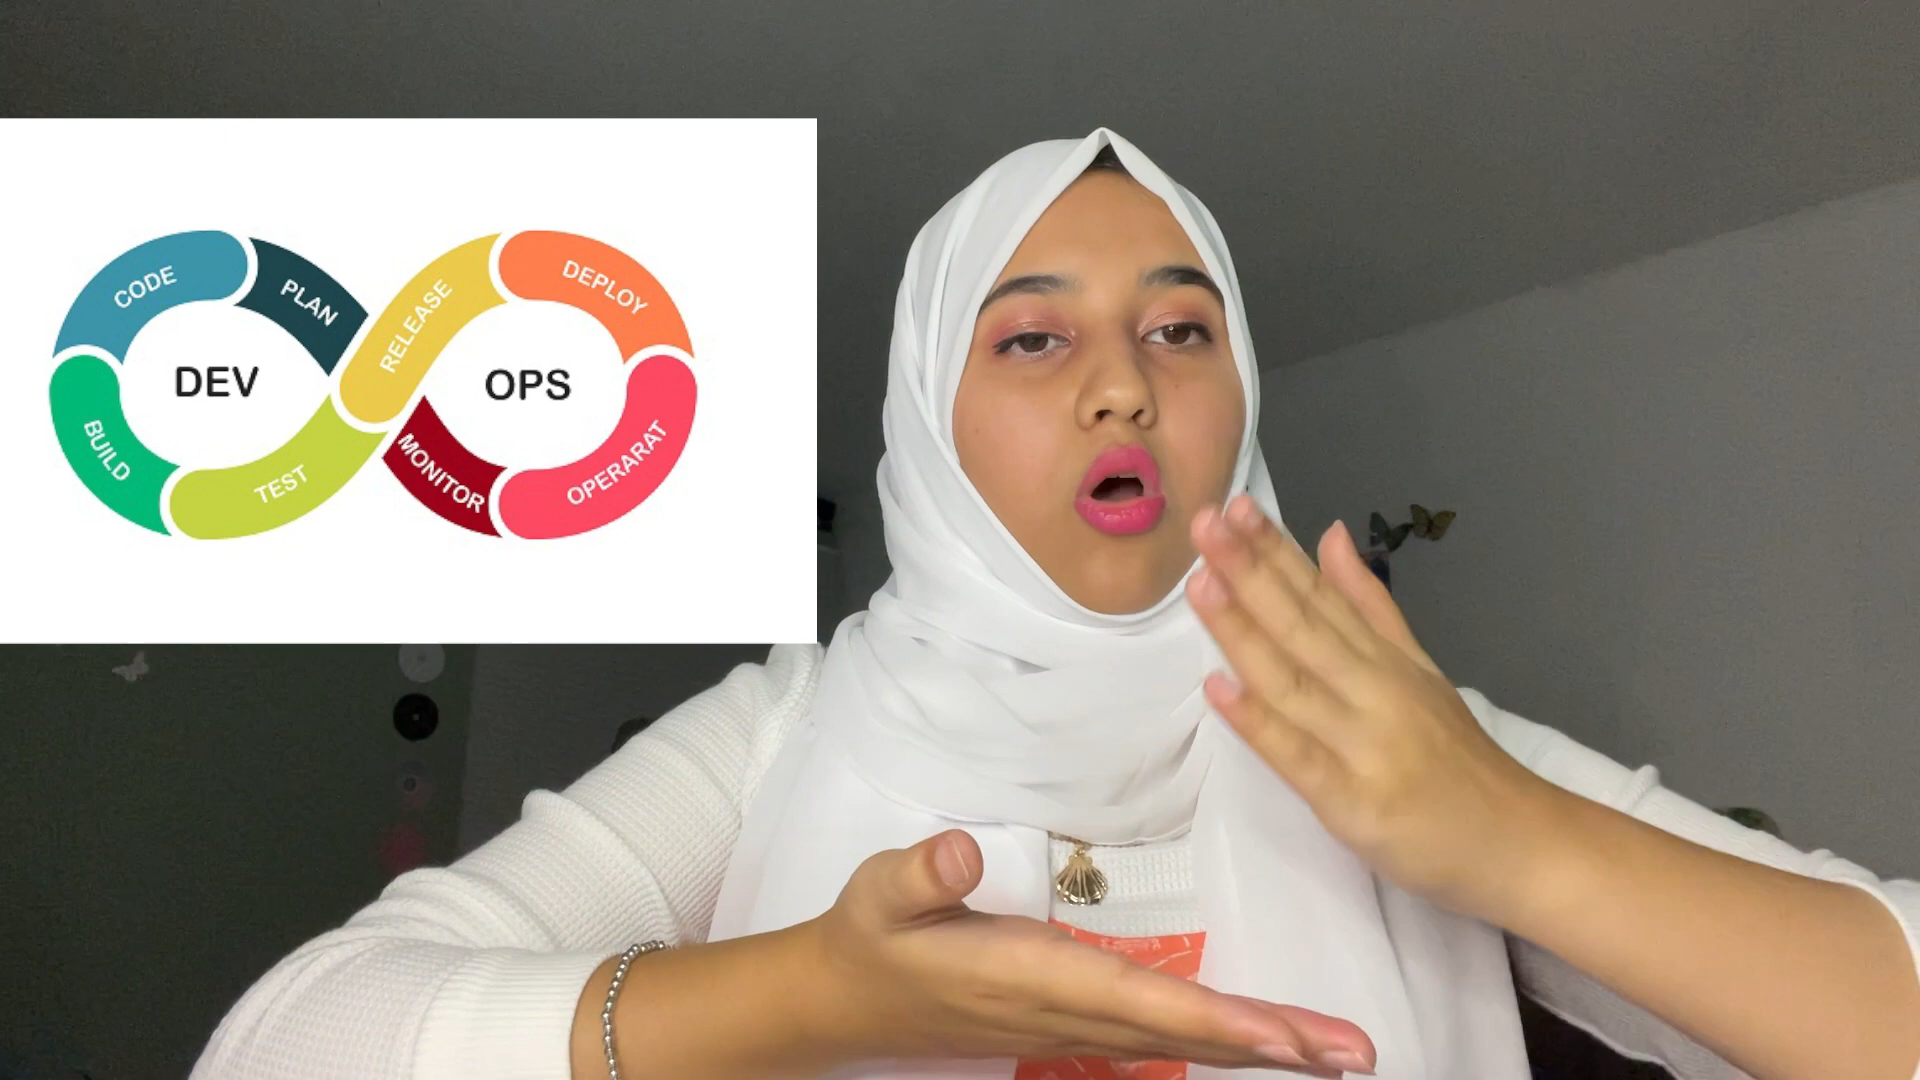 CODE
PLAN
RELEASE
DEPLOY
DEV
OPS
BUILD
TEST
MONITOR
OPERARAT